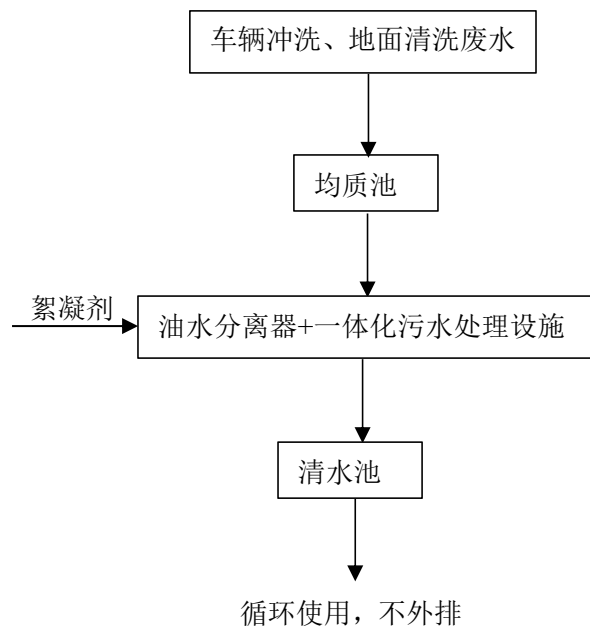 车辆冲洗、地面清洗废水
均质池
絮凝剂
油水分离器+一体化污水处理设施
清水池
循环使用，不外排